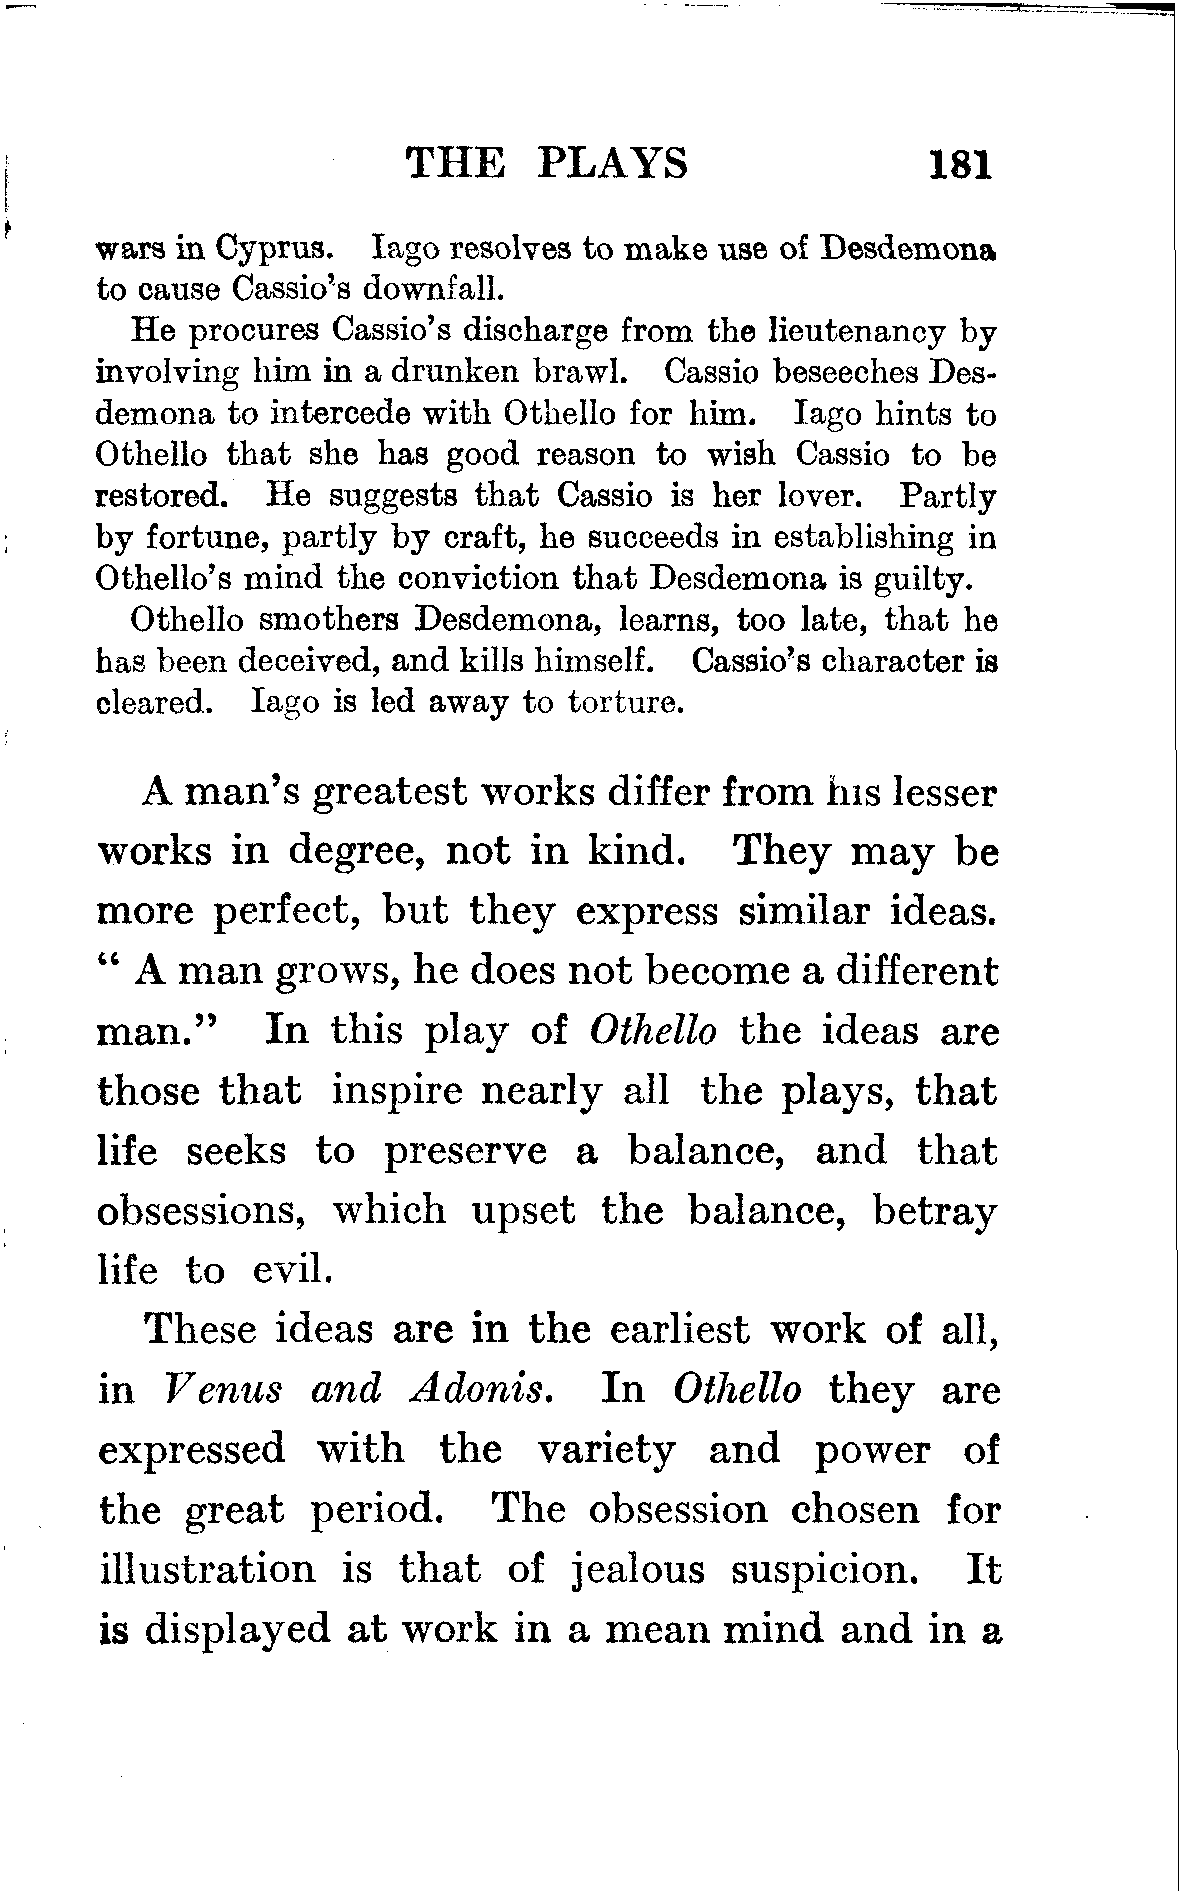 THE PLAYS 181
wars in Cyprus. Iago resolves to make use of Desdemona
to cause Cassio's downfall.
He procures Cassio's discharge from the lieutenancy by
involving him in a drunken brawl. Cassio beseeches Des-
demona to intercede with Othello for him. Iago hints to
Othello that she has good reason to wish Cassio to be
restored. He suggests that Cassio is her lover. Partly
by fortune, partly by craft, he succeeds in establishing in
Othello's mind the conviction that Desdemona is guilty.
Othello smothers Desdemona, learns, too late, that he
has been deceived, and kills himself. Cassio's character is
cleared. Iago is led away to torture.
A man's greatest works differ from his lesser
works in degree, not in kind. They may be
more perfect, but they express similar ideas.
“ A man grows, he does not become a different
man.” In this play of Othello the ideas are
those that inspire nearly all the plays, that
life seeks to preserve a balance, and that
obsessions, which upset the balance, betray
life to evil.
These ideas are in the earliest work of all,
in Venus and Adonis. In Othello they are
expressed with the variety and power of
the great period. The obsession chosen for
illustration is that of jealous suspicion. It
is displayed at work in a mean mind and in a